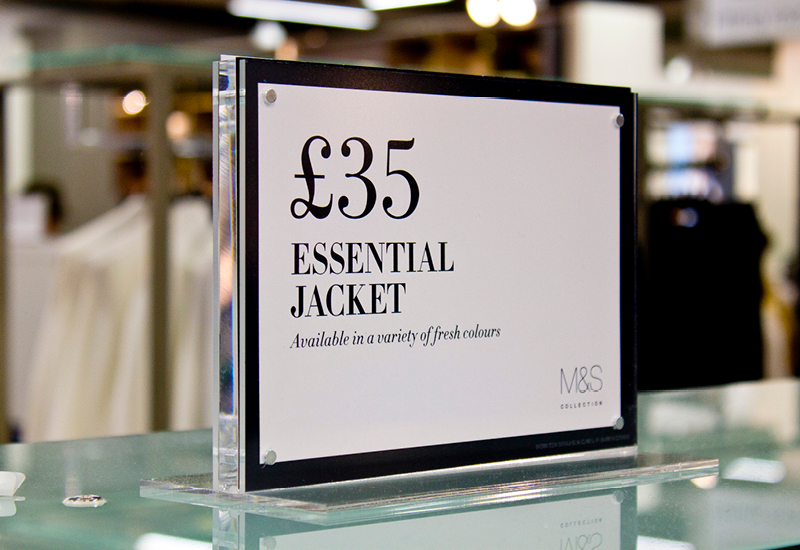 £35
ESSENTIAL
JACKET
Available in a variety of fresh colours
M&S
COLLECTION